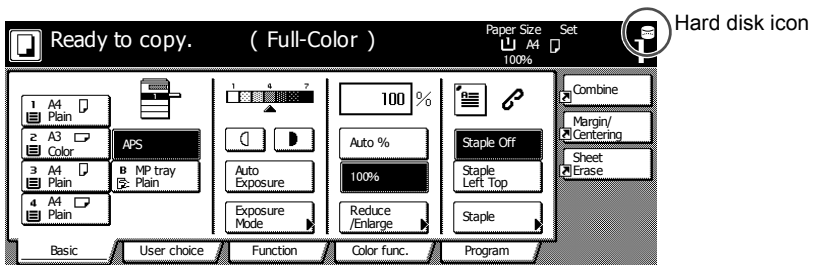 Ready to copy. ( Full-Color ) Paper Size Set
A4
100%
1
Hard disk icon
1 A4
Plain
2 A3
Color
3 A4
Plain
4 A4
Plain
1
APS
B MP tray
Plain
1 4 7
Auto
Exposure
Exposure
Mode
100 %
Auto %
100%
Reduce
/Enlarge
Staple Off
Staple
Left Top
Staple
Combine
Margin/
Centering
Sheet
Erase
Basic User choice Function Color func. Program